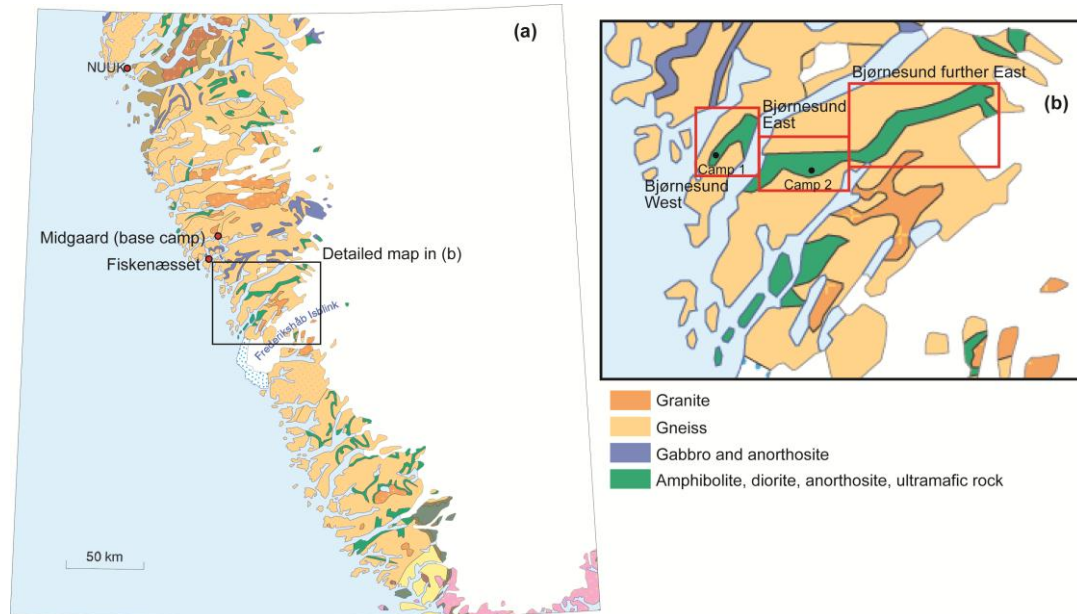 (a)
NUUK
Midgaard (base camp)
Fiskenæsset
Detailed map in (b)
Frederikshåb Isblink
50 km
Bjørnesund further East
(b)
Bjørnesund
East
Camp 1
Camp 2
Bjørnesund
West
Granite
Gneiss
Gabbro and anorthosite
Amphibolite, diorite, anorthosite, ultramafic rock